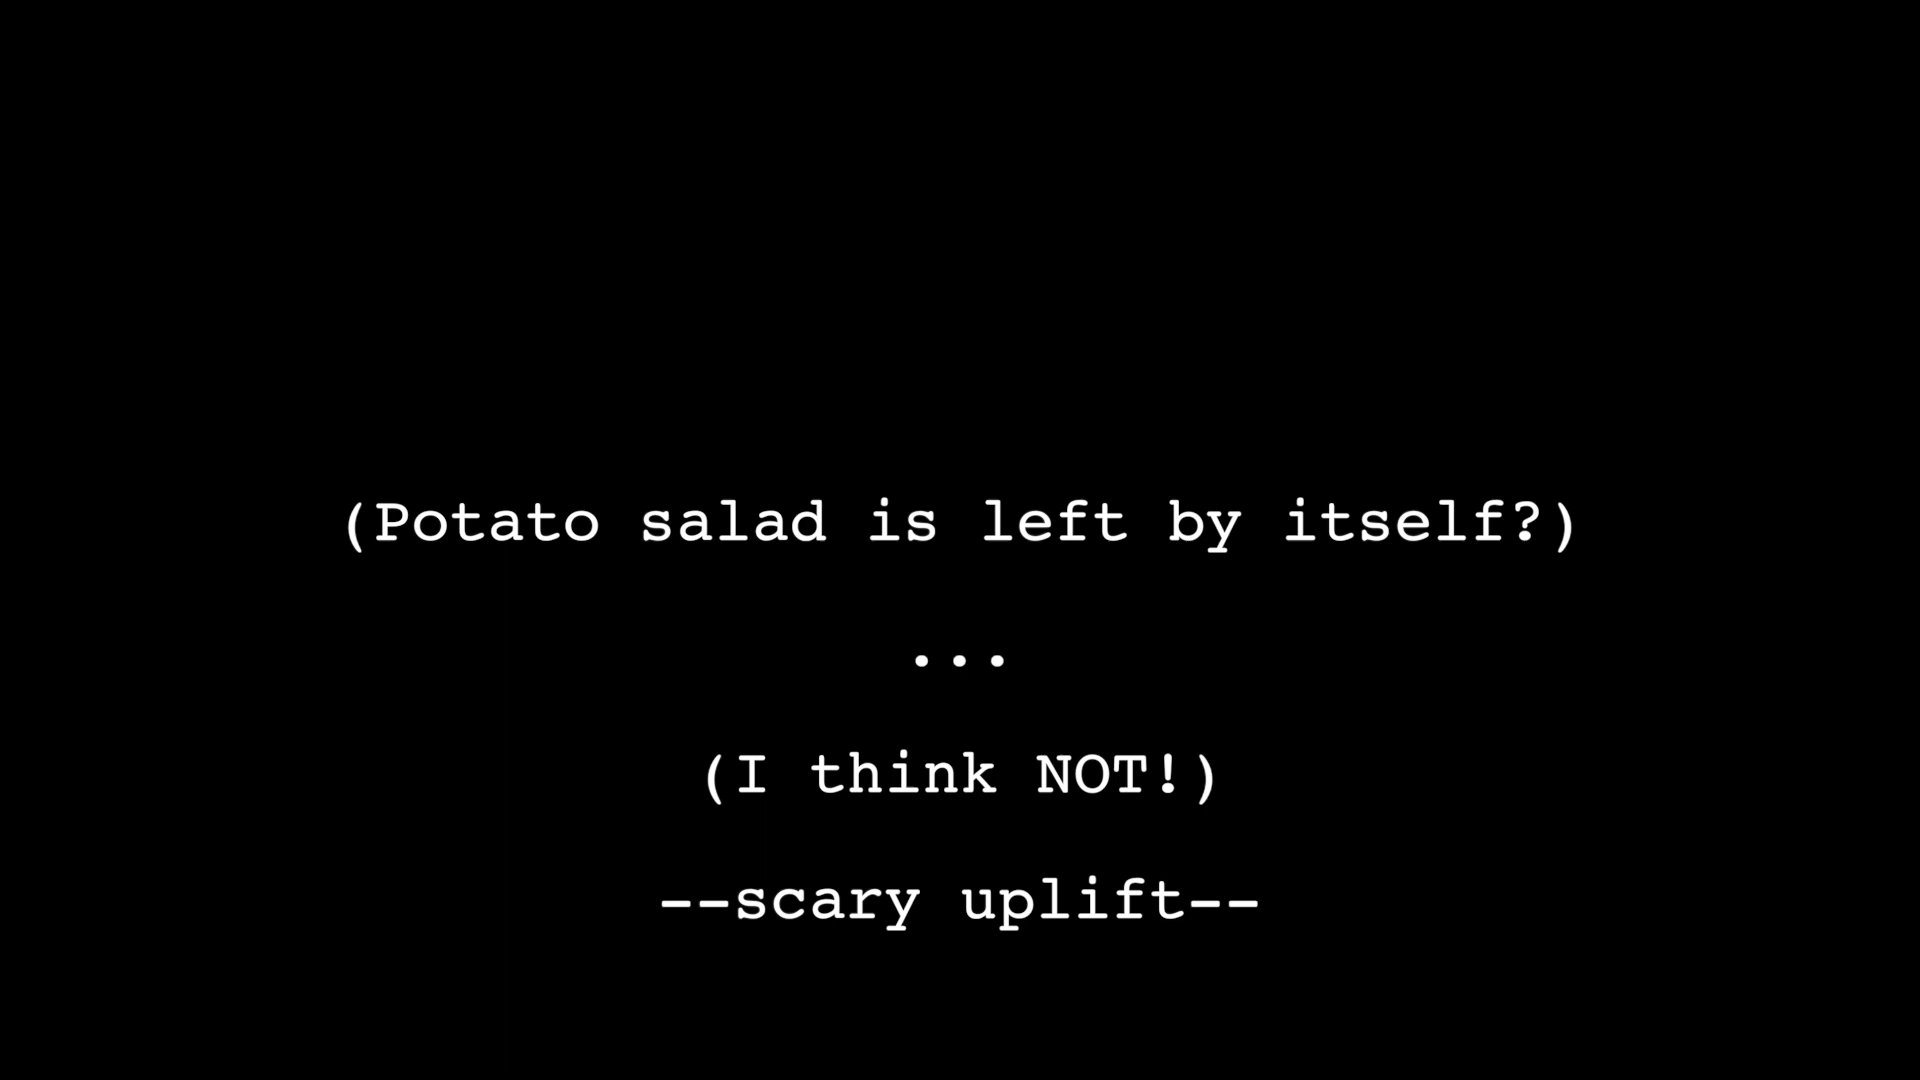 (Potato salad is left by itself?)
...
(I think NOT!)
--scary uplift--